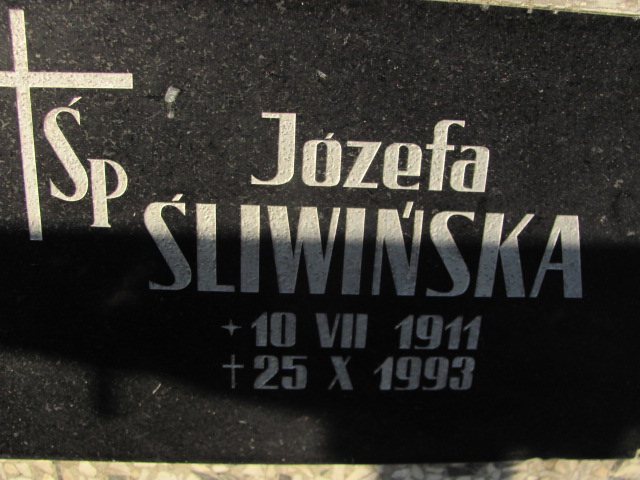 ŚP
Józefa
ŚLIWIŃSKA
10 VII 1911
25 X 1993